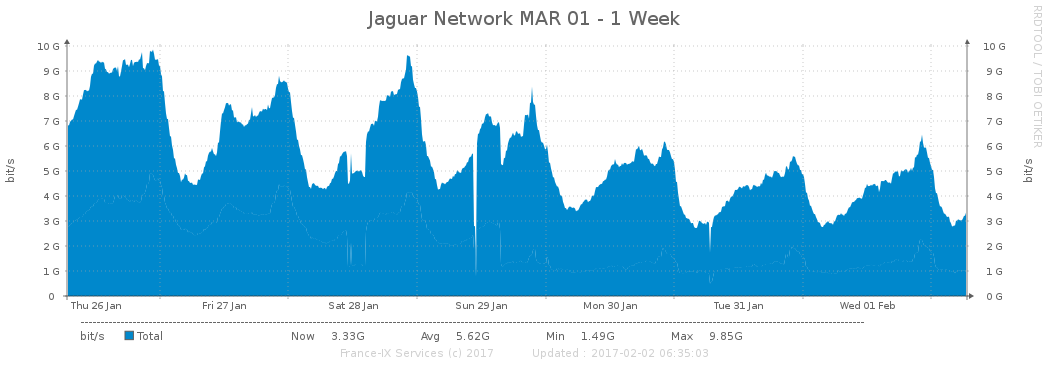 Jaguar Network MAR 01 - 1 Week
RRDTOOL / TOBI OETIKER
10 G 10 G
9 G 9 G
8 G 8 G
7 G 7 G
6 G 6 G
5 G 5 G
4 G 4 G
3 G 3 G
2 G 2 G
1 G 1 G
0 0 G
bit/s bit/s
Thu 26 Jan Fri 27 Jan Sat 28 Jan Sun 29 Jan Mon 30 Jan Tue 31 Jan Wed 01 Feb
bit/s Total Now 3.33G Avg 5.62G Min 1.49G Max 9.85G
France-IX Services (c) 2017 Updated : 2017-02-02 06:35:03